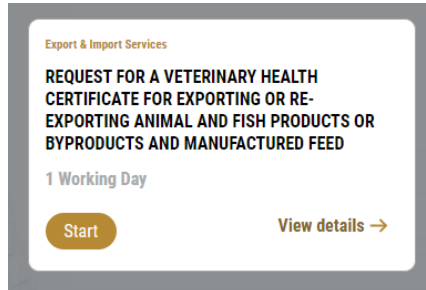 Export & Import Services
REQUEST FOR A VETERINARY HEALTH
CERTIFICATE FOR EXPORTING OR RE-
EXPORTING ANIMAL AND FISH PRODUCTS OR
BYPRODUCTS AND MANUFACTURED FEED
1 Working Day
Start
View details →